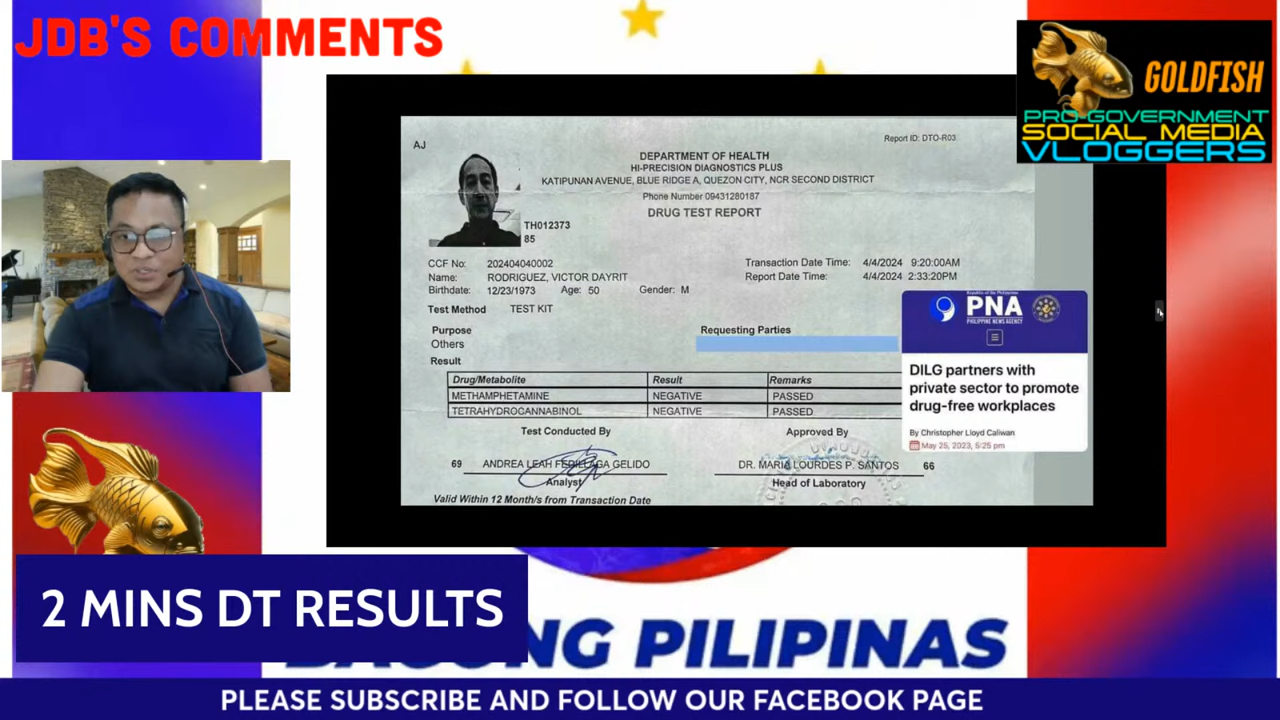 JDB'S COMMENTS
GOLDFISH
PRO-GOVERNMENT
SOCIAL MEDIA
VLOGGERS
AJ
Report ID: DTO-R03
DEPARTMENT OF HEALTH
HI-PRECISION DIAGNOSTICS PLUS
KATIPUNAN AVENUE, BLUE RIDGE A, QUEZON CITY, NCR SECOND DISTRICT
Phone Number 09431280187
DRUG TEST REPORT
TH012373
85
CCF No: 202404040002
Name: RODRIGUEZ, VICTOR DAYRIT
Birthdate: 12/23/1973 Age: 50 Gender: M
Transaction Date Time: 4/4/2024 9:20:00AM
Report Date Time: 4/4/2024 2:33:20PM
Test Method TEST KIT
Purpose
Others
Requesting Parties
Result
Drug/Metabolite Result Remarks
METHAMPHETAMINE NEGATIVE PASSED
TETRAHYDROCANNABINOL NEGATIVE PASSED
Test Conducted By
Approved By
69 ANDREA LEAH GELIDO
Analyst
DR. MARIA LOURDES P. SANTOS 66
Head of Laboratory
Valid Within 12 Month/s from Transaction Date
Republic of the Philippines
PNA
PHILIPPINE NEWS AGENCY
DILG partners with
private sector to promote
drug-free workplaces
By Christopher Lloyd Caliwan
May 25, 2023, 5:25 pm
2 MINS DT RESULTS
PILIPINAS
PLEASE SUBSCRIBE AND FOLLOW OUR FACEBOOK PAGE